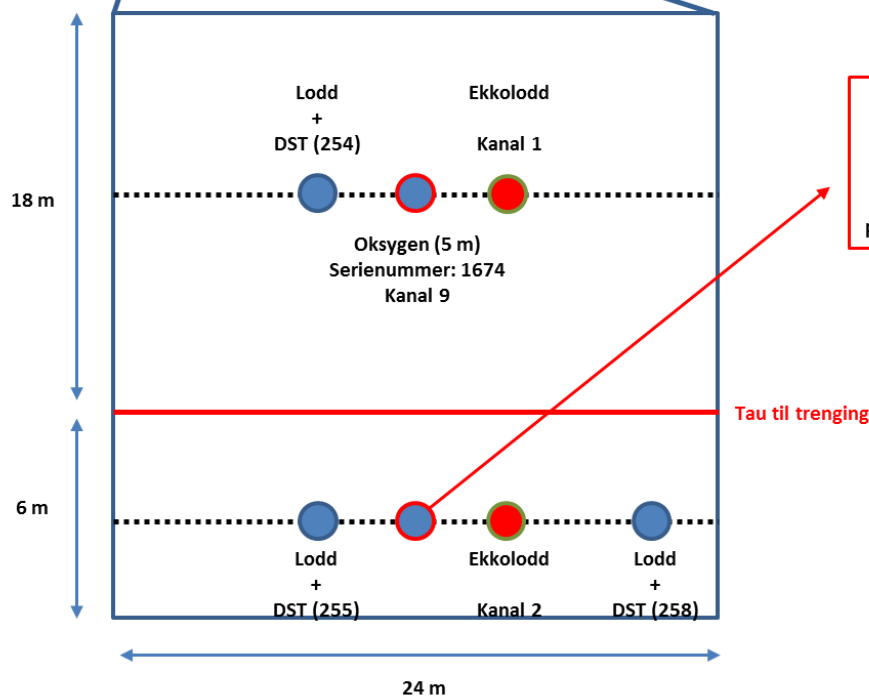 Lodd
+
DST (254)
Ekkolodd
Kanal 1
18 m
Oksygen (5 m)
Serienummer: 1674
Kanal 9
Tau til trenging
6 m
Lodd
+
DST (255)
Ekkolodd
Kanal 2
Lodd
+
DST (258)
24 m